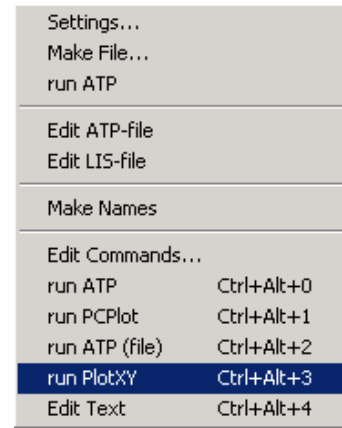 Settings...
Make File...
run ATP
Edit ATP-file
Edit LIS-file
Make Names
Edit Commands...
run ATP Ctrl+Alt+0
run PCPlot Ctrl+Alt+1
run ATP (file) Ctrl+Alt+2
run PlotXY Ctrl+Alt+3
Edit Text Ctrl+Alt+4